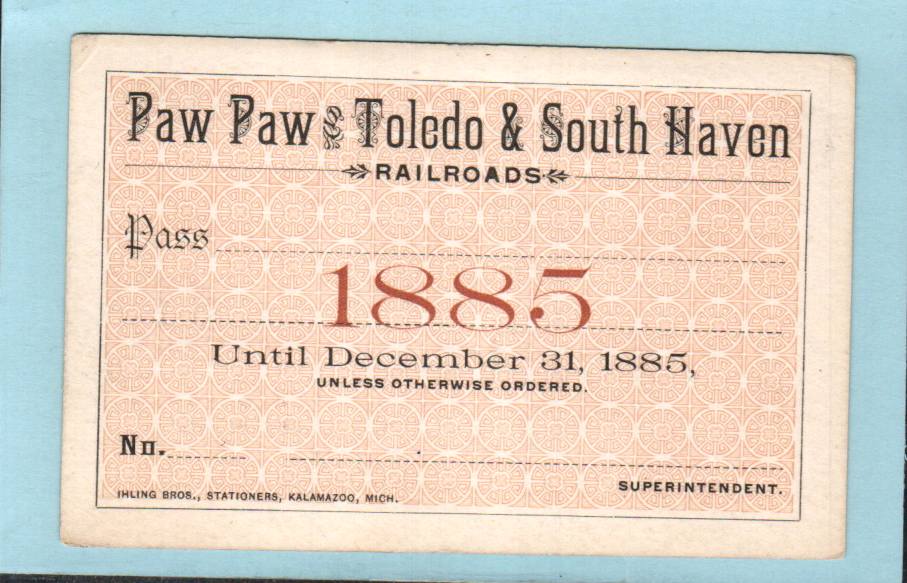 Paw Paw and Toledo & South Haven
RAILROADS
Pass
1885
Until December 31, 1885,
UNLESS OTHERWISE ORDERED.
No.
SUPERINTENDENT.
IHLING BROS., STATIONERS, KALAMAZOO, MICH.